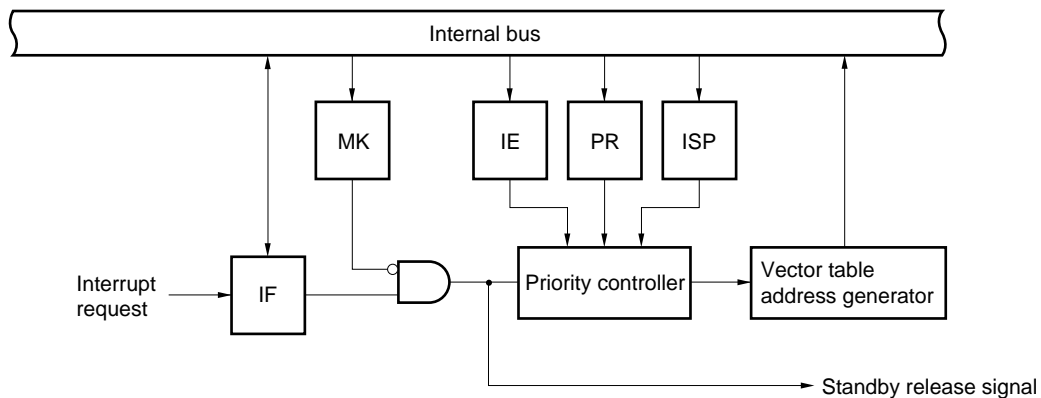 Internal bus
MK
IE
PR
ISP
Interrupt
request
IF
Priority controller
Vector table
address generator
Standby release signal